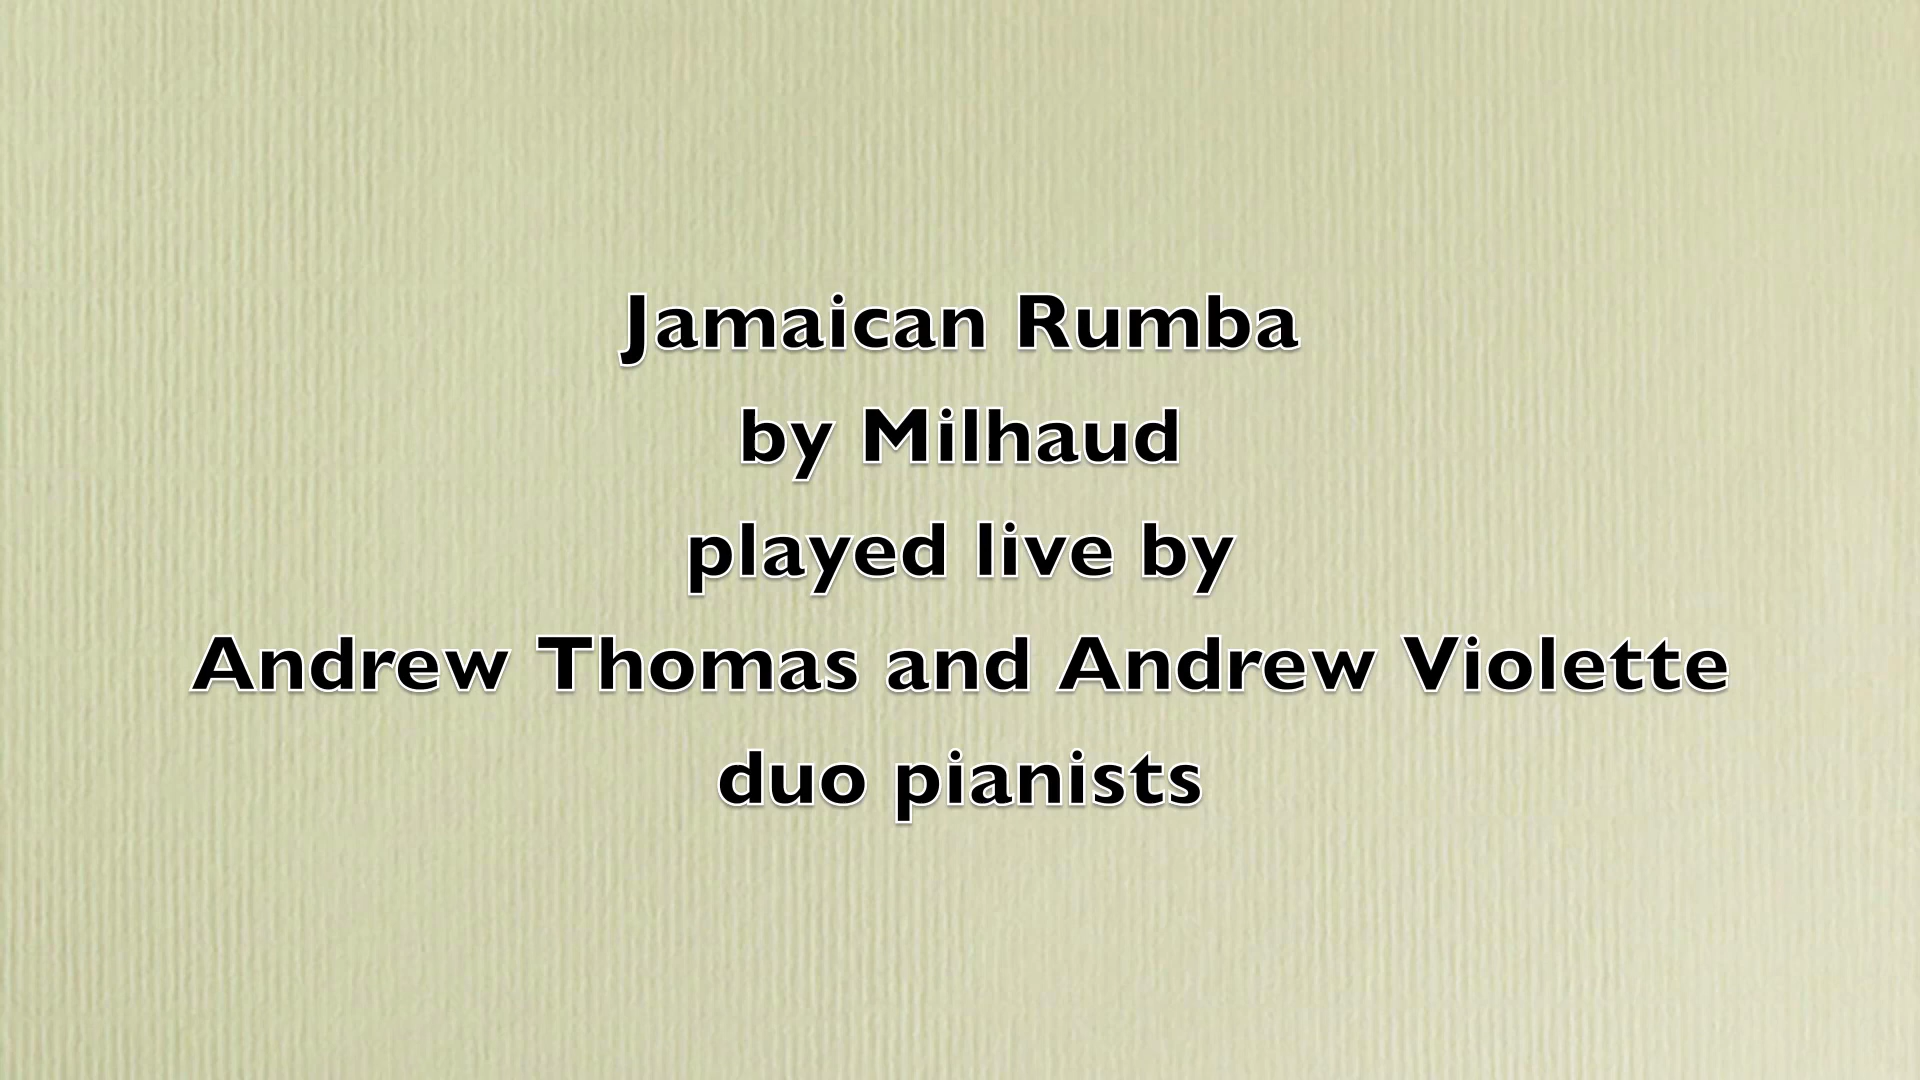 Jamaican Rumba
by Milhaud
played live by
Andrew Thomas and Andrew Violette
duo pianists